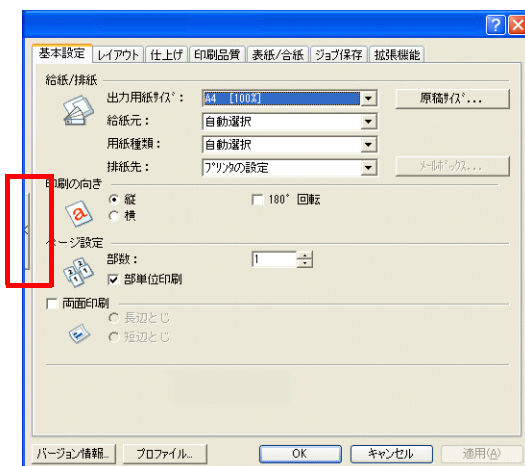 基本設定 レイアウト 仕上げ 印刷品質 表紙/合紙 ジョブ保存 拡張機能
給紙/排紙
出力用紙ｻｲｽﾞ： A4 [100%] 原稿ｻｲｽﾞ...
給紙元： 自動選択
用紙種類： 自動選択
排紙先： ﾌﾟﾘﾝﾀの設定 ﾒｰﾙﾎﾞｯｸｽ...
印刷の向き
縦 180ﾟ 回転
横
ページ設定
部数： 1
部単位印刷
両面印刷
長辺とじ
短辺とじ
バージョン情報... プロファイル... OK キャンセル 適用(A)